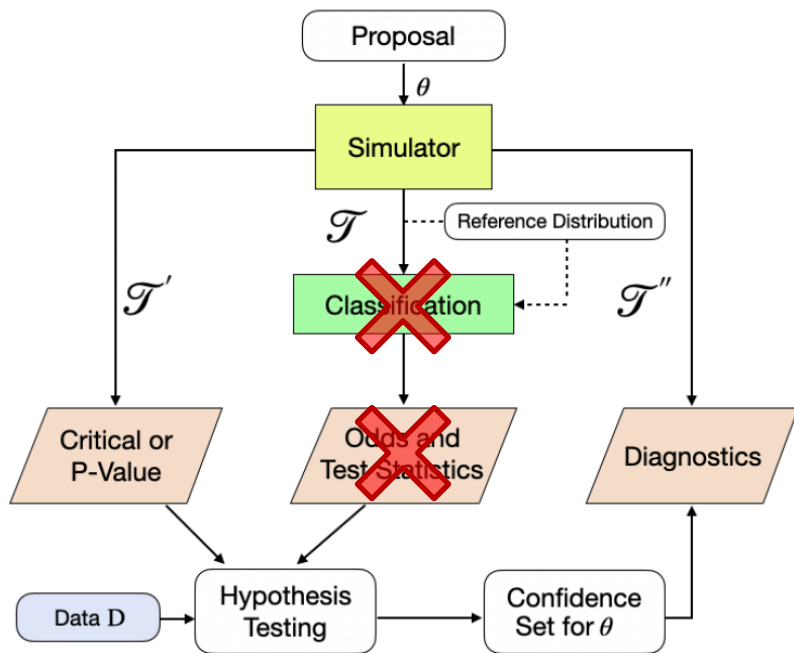 Proposal
θ
Simulator
𝒯
Reference Distribution
𝒯′
Classification
𝒯″
Critical or
P-Value
Odds and
Test Statistics
Diagnostics
Data D
Hypothesis
Testing
Confidence
Set for θ